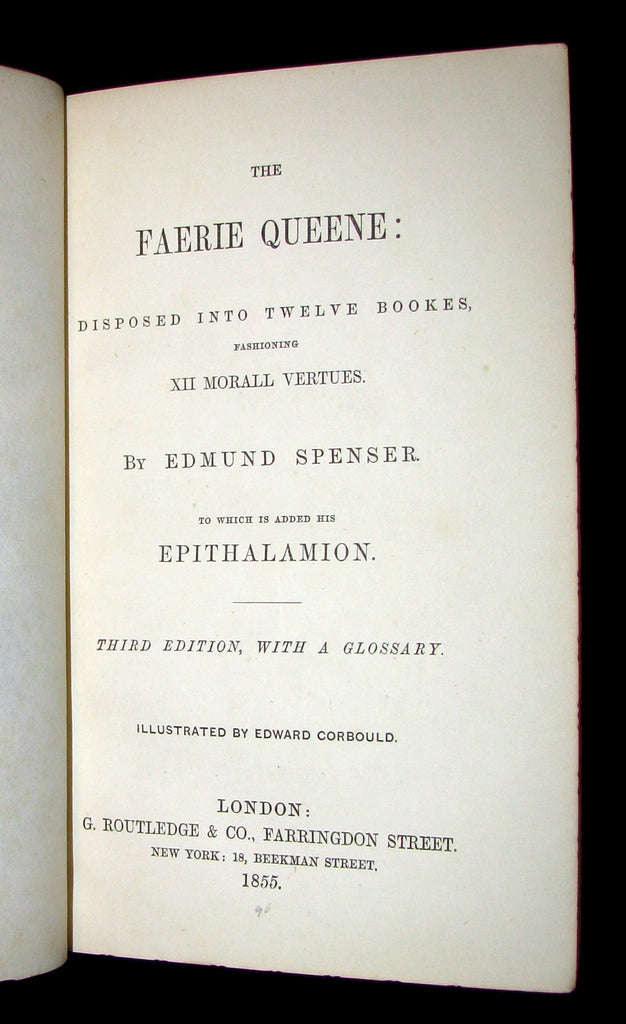 THE
FAERIE QUEENE:
DISPOSED INTO TWELVE BOOKES,
FASHIONING
XII MORALL VERTUES.
BY EDMUND SPENSER.
TO WHICH IS ADDED HIS
EPITHALAMION.
THIRD EDITION, WITH A GLOSSARY.
ILLUSTRATED BY EDWARD CORBOULD.
LONDON:
G. ROUTLEDGE & CO., FARRINGDON STREET.
NEW YORK: 18, BEEKMAN STREET.
1855.